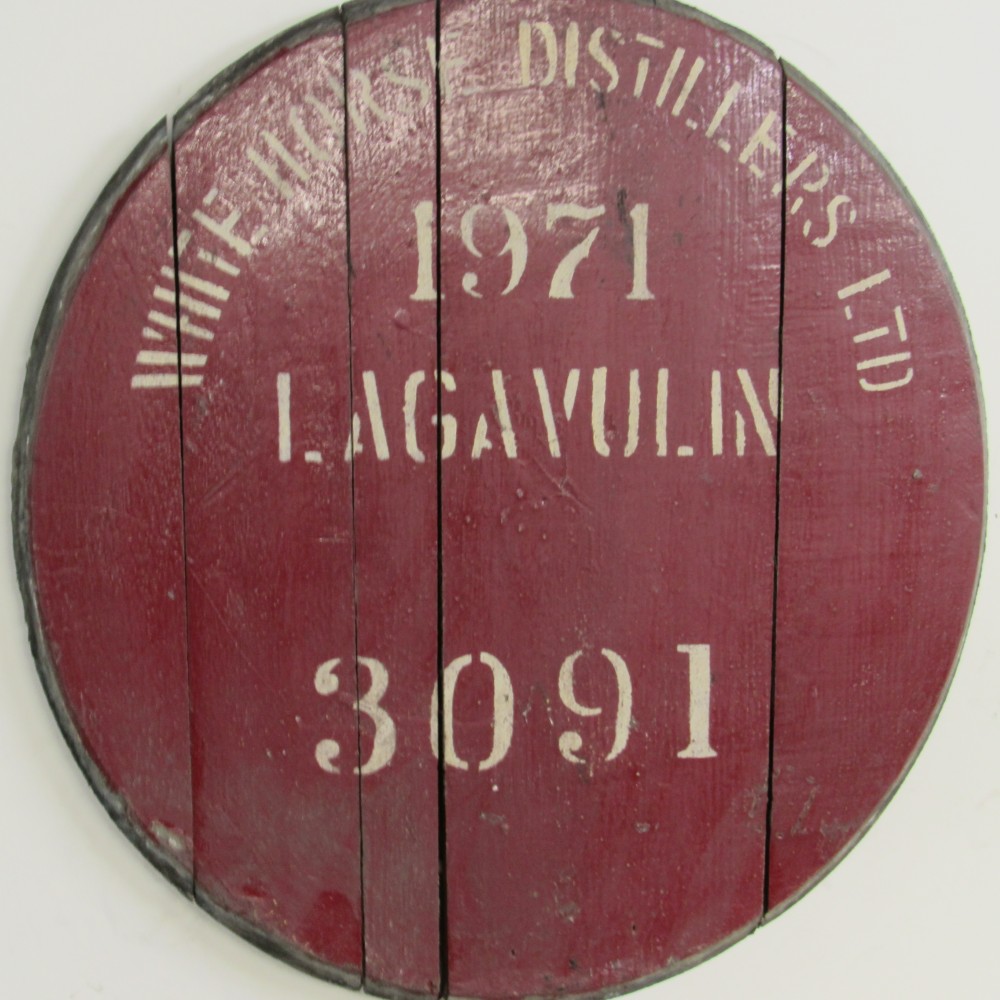 WHITE HORSE DISTILLERS LTD
1971
LAGAVULIN
3091